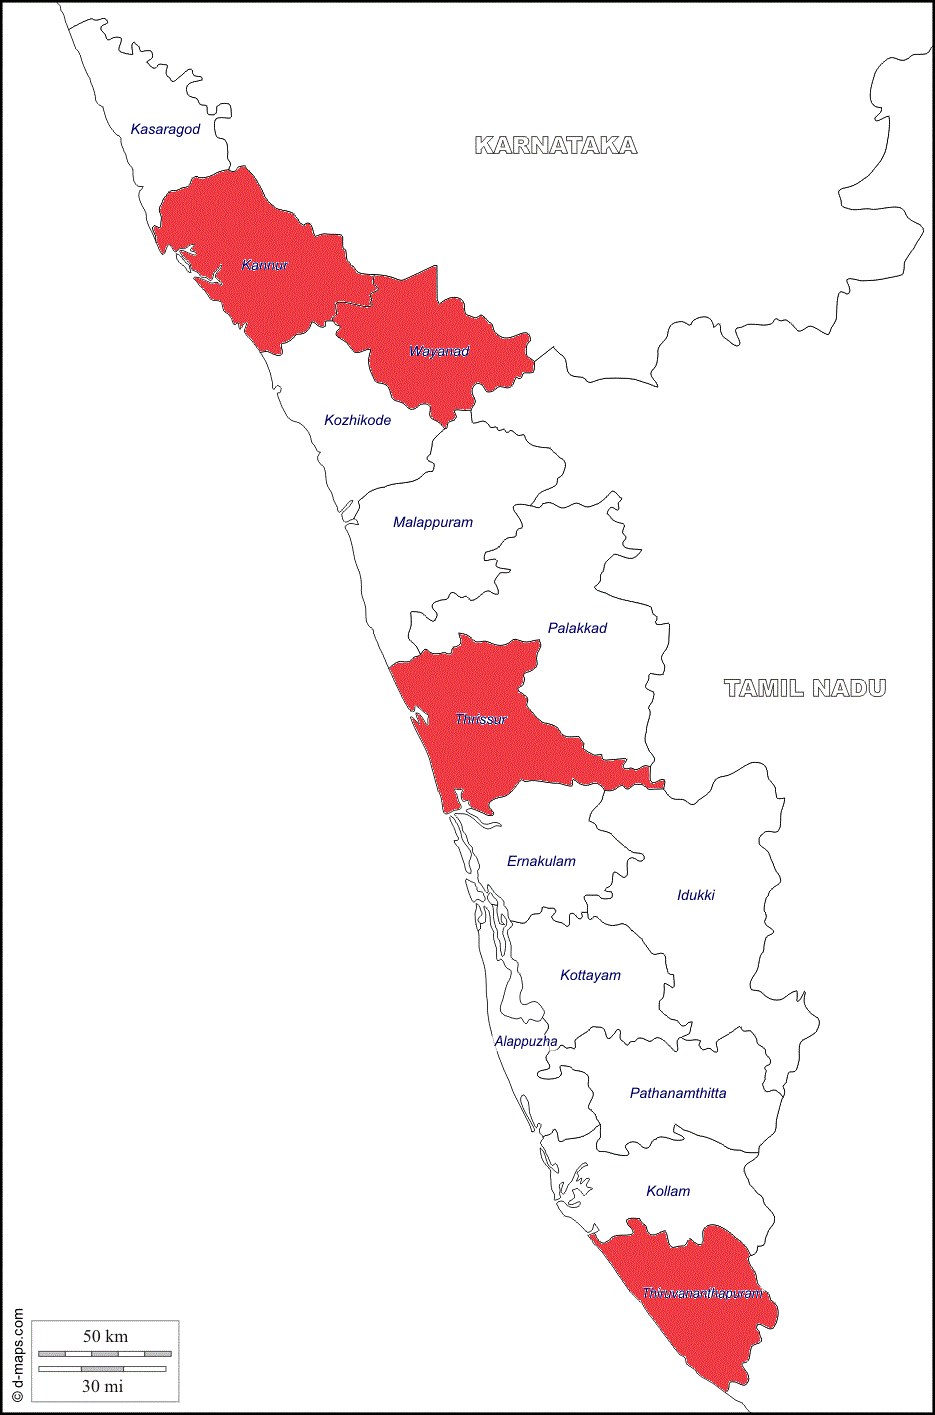 Kasaragod
KARNATAKA
Kannur
Wayanad
Kozhikode
Malappuram
Palakkad
TAMIL NADU
Thrissur
Ernakulam
Idukki
Kottayam
Alappuzha
Pathanamthitta
Kollam
Thiruvananthapuram
© d-maps.com
50 km
30 mi